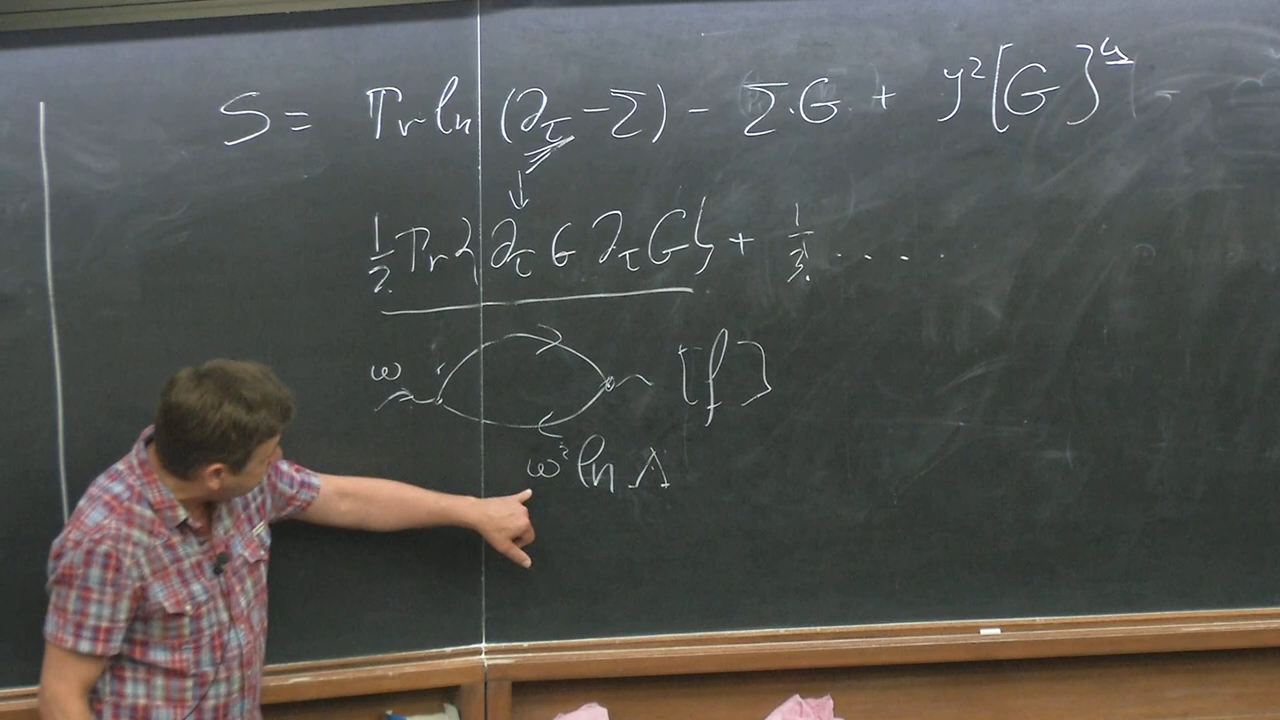 S = Tr ln (∂_τ - Σ) - Σ·G + J²[G]⁴
↓
1/2 Tr{∂_τ G ∂_τ G} + 1/3 ....
ω [f]
ω² ln Λ